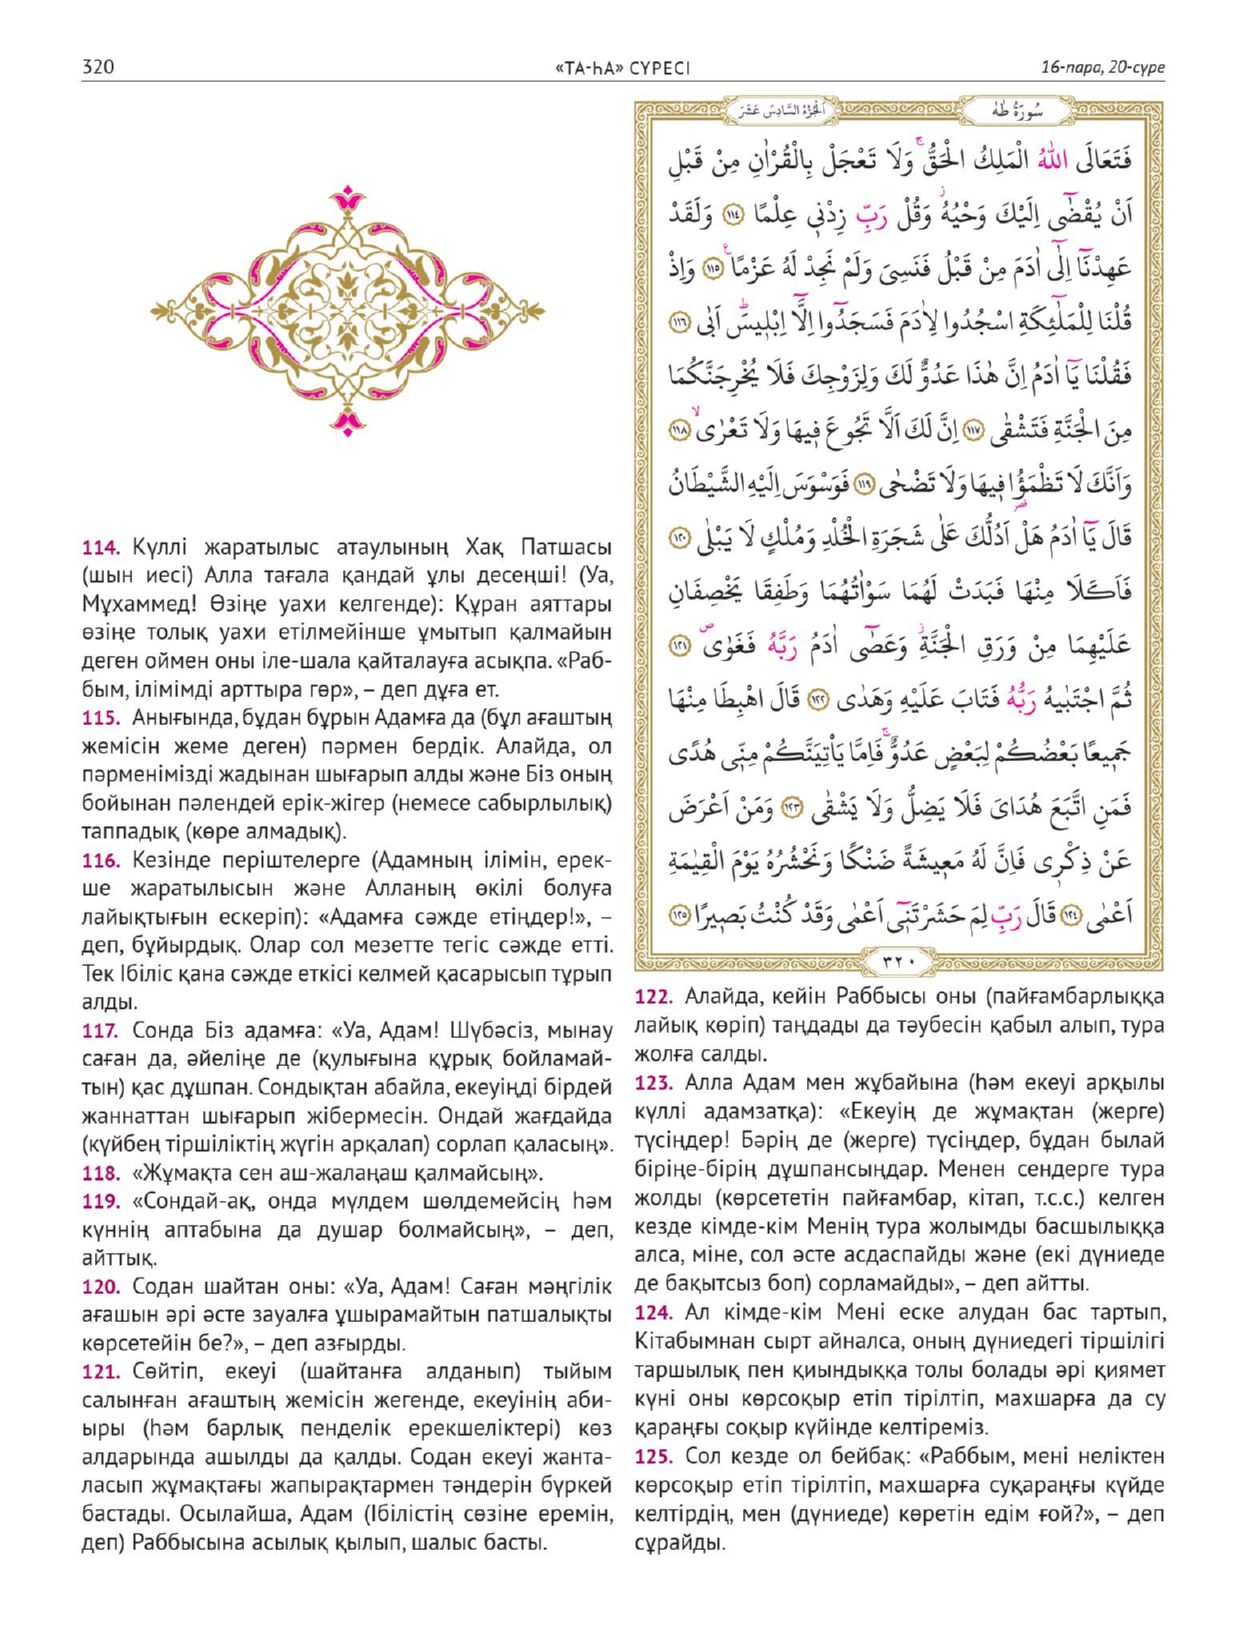 320
«ТА-ҺА» СҮРЕСІ
16-пара, 20-сүре
اَلْجُزْءُ السَّادِسَ عَشَرَ
سُورَةُ طٰهٰ
فَتَعَالَى اللّٰهُ الْمَلِكُ الْحَقُّۚ وَلَا تَعْجَلْ بِالْقُرْاٰنِ مِنْ قَبْلِ
اَنْ يُقْضٰٓى اِلَيْكَ وَحْيُهُۘ وَقُلْ رَبِّ زِدْنٖي عِلْمًا ﴿١١٤﴾ وَلَقَدْ
عَهِدْنَٓا اِلٰٓى اٰدَمَ مِنْ قَبْلُ فَنَسِيَ وَلَمْ نَجِدْ لَهُ عَزْمًاࣖ ﴿١١٥﴾ وَاِذْ
قُلْنَا لِلْمَلٰٓئِكَةِ اسْجُدُوا لِاٰدَمَ فَسَجَدُٓوا اِلَّٓا اِبْلٖيسَؕ اَبٰى ﴿١١٦﴾
فَقُلْنَا يَٓا اٰدَمُ اِنَّ هٰذَا عَدُوٌّ لَكَ وَلِزَوْجِكَ فَلَا يُخْرِجَنَّكُمَا
مِنَ الْجَنَّةِ فَتَشْقٰى ﴿١١٧﴾ اِنَّ لَكَ اَلَّا تَجُوعَ فٖيهَا وَلَا تَعْرٰىۙ ﴿١١٨﴾
وَاَنَّكَ لَا تَظْمَؤُ۬ا فٖيهَا وَلَا تَضْحٰى ﴿١١٩﴾ فَوَسْوَسَ اِلَيْهِ الشَّيْطَانُ
قَالَ يَٓا اٰدَمُ هَلْ اَدُلُّكَ عَلٰى شَجَرَةِ الْخُلْدِ وَمُلْكٍ لَا يَبْلٰى ﴿١٢٠﴾
فَاَكَلَا مِنْهَا فَبَدَتْ لَهُمَا سَوْاٰتُهُمَا وَطَفِقَا يَخْصِفَانِ
عَلَيْهِمَا مِنْ وَرَقِ الْجَنَّةِؗ وَعَصٰٓى اٰدَمُ رَبَّهُ فَغَوٰىۖ ﴿١٢١﴾
ثُمَّ اجْتَبٰيهُ رَبُّهُ فَتَابَ عَلَيْهِ وَهَدٰى ﴿١٢٢﴾ قَالَ اهْبِطَا مِنْهَا
جَمٖيعًا بَعْضُكُمْ لِبَعْضٍ عَدُوٌّۚ فَاِمَّا يَأْتِيَنَّكُمْ مِنّٖي هُدًى
فَمَنِ اتَّبَعَ هُدَايَ فَلَا يَضِلُّ وَلَا يَشْقٰى ﴿١٢٣﴾ وَمَنْ اَعْرَضَ
عَنْ ذِكْرٖي فَاِنَّ لَهُ مَعٖيشَةً ضَنْكًا وَنَحْشُرُهُ يَوْمَ الْقِيٰمَةِ
اَعْمٰى ﴿١٢٤﴾ قَالَ رَبِّ لِمَ حَشَرْتَنٖٓي اَعْمٰى وَقَدْ كُنْتُ بَصٖيرًا ﴿١٢٥﴾
٣٢٠
114. Күллі жаратылыс атаулының Хақ Патшасы
(шын иесі) Алла тағала қандай ұлы десеңші! (Уа,
Мұхаммед! Өзіңе уахи келгенде): Құран аяттары
өзіңе толық уахи етілмейінше ұмытып қалмайын
деген оймен оны іле-шала қайталауға асықпа. «Раб-
бым, ілімімді арттыра гөр», – деп дұға ет.
115. Анығында, бұдан бұрын Адамға да (бұл ағаштың
жемісін жеме деген) пәрмен бердік. Алайда, ол
пәрменімізді жадынан шығарып алды және Біз оның
бойынан пәлендей ерік-жігер (немесе сабырлылық)
таппадық (көре алмадық).
116. Кезінде періштелерге (Адамның ілімін, ерек-
ше жаратылысын және Алланың өкілі болуға
лайықтығын ескеріп): «Адамға сәжде етіңдер!», –
деп, бұйырдық. Олар сол мезетте тегіс сәжде етті.
Тек Ібіліс қана сәжде еткісі келмей қасарысып тұрып
алды.
117. Сонда Біз адамға: «Уа, Адам! Шүбәсіз, мынау
саған да, әйеліңе де (қулығына құрық бойламай-
тын) қас дұшпан. Сондықтан абайла, екеуіңді бірдей
жаннаттан шығарып жібермесін. Ондай жағдайда
(күйбең тіршіліктің жүгін арқалап) сорлап қаласың».
118. «Жұмақта сен аш-жалаңаш қалмайсың».
119. «Сондай-ақ, онда мүлдем шөлдемейсің һәм
күннің аптабына да душар болмайсың», – деп,
айттық.
120. Содан шайтан оны: «Уа, Адам! Саған мәңгілік
ағашын әрі әсте зауалға ұшырамайтын патшалықты
көрсетейін бе?», – деп азғырды.
121. Сөйтіп, екеуі (шайтанға алданып) тыйым
салынған ағаштың жемісін жегенде, екеуінің аби-
ыры (һәм барлық пенделік ерекшеліктері) көз
алдарында ашылды да қалды. Содан екеуі жанта-
ласып жұмақтағы жапырақтармен тәндерін бүркей
бастады. Осылайша, Адам (Ібілістің сөзіне еремін,
деп) Раббысына асылық қылып, шалыс басты.
122. Алайда, кейін Раббысы оны (пайғамбарлыққа
лайық көріп) таңдады да тәубесін қабыл алып, тура
жолға салды.
123. Алла Адам мен жұбайына (һәм екеуі арқылы
күллі адамзатқа): «Екеуің де жұмақтан (жерге)
түсіңдер! Бәрің де (жерге) түсіңдер, бұдан былай
біріңе-бірің дұшпансыңдар. Менен сендерге тура
жолды (көрсететін пайғамбар, кітап, т.с.с.) келген
кезде кімде-кім Менің тура жолымды басшылыққа
алса, міне, сол әсте асдаспайды және (екі дүниеде
де бақытсыз боп) сорламайды», – деп айтты.
124. Ал кімде-кім Мені еске алудан бас тартып,
Кітабымнан сырт айналса, оның дүниедегі тіршілігі
таршылық пен қиындыққа толы болады әрі қиямет
күні оны көрсоқыр етіп тірілтіп, махшарға да су
қараңғы соқыр күйінде келтіреміз.
125. Сол кезде ол бейбақ: «Раббым, мені неліктен
көрсоқыр етіп тірілтіп, махшарға суқараңғы күйде
келтірдің, мен (дүниеде) көретін едім ғой?», – деп
сұрайды.